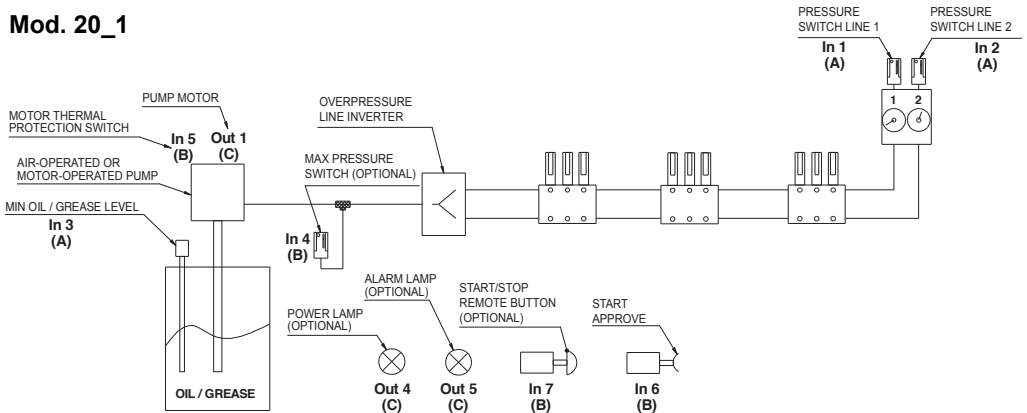 Mod. 20_1
PRESSURE
SWITCH LINE 1
In 1
(A)
PRESSURE
SWITCH LINE 2
In 2
(A)
1
2
PUMP MOTOR
Out 1
(C)
MOTOR THERMAL
PROTECTION SWITCH
In 5
(B)
AIR-OPERATED OR
MOTOR-OPERATED PUMP
MIN OIL / GREASE LEVEL
In 3
(A)
OVERPRESSURE
LINE INVERTER
MAX PRESSURE
SWITCH (OPTIONAL)
In 4
(B)
POWER LAMP
(OPTIONAL)
Out 4
(C)
ALARM LAMP
(OPTIONAL)
Out 5
(C)
START/STOP
REMOTE BUTTON
(OPTIONAL)
In 7
(B)
START
APPROVE
In 6
(B)
OIL / GREASE